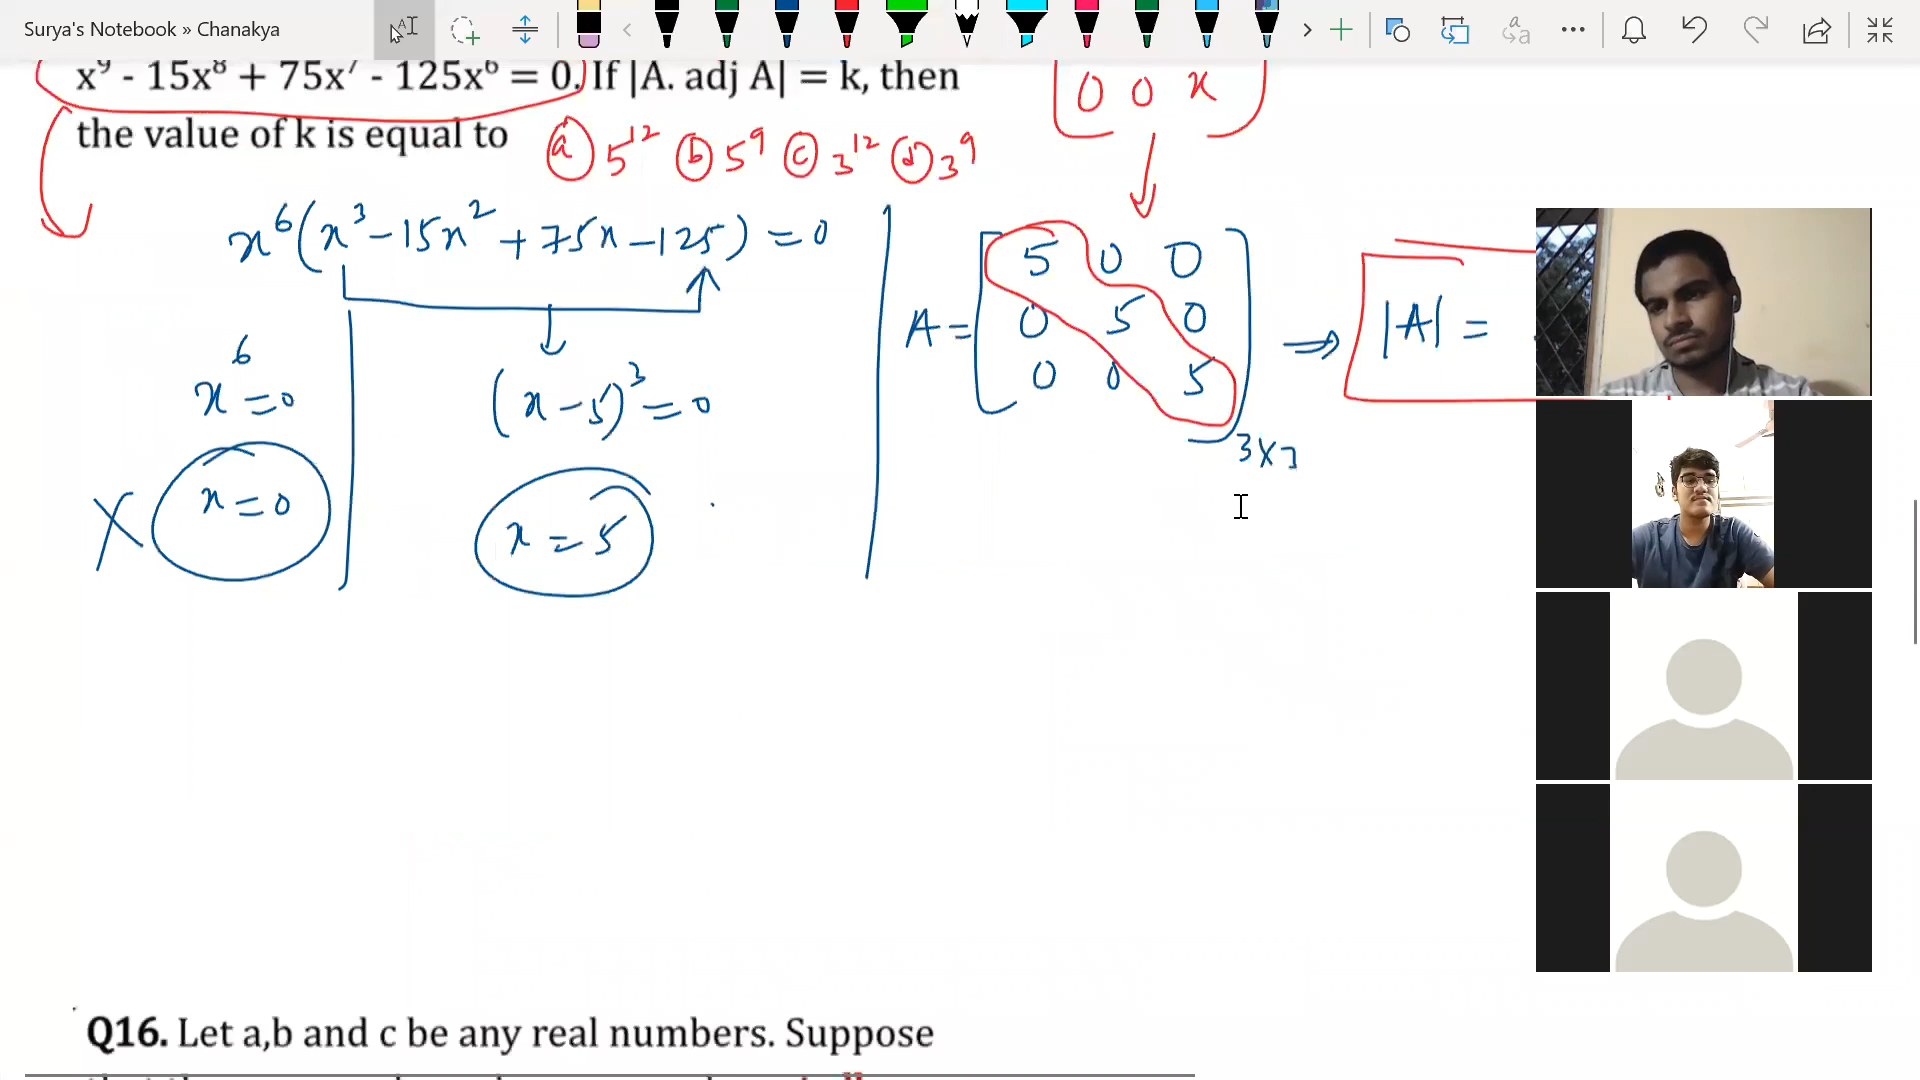 Surya's Notebook » Chanakya
x⁹ - 15x⁸ + 75x⁷ - 125x⁶ = 0. If |A. adj A| = k, then
the value of k is equal to
ⓐ 5¹² ⓑ 5⁹ ⓒ 3¹² ⓓ 3⁹
0 0 x
x⁶(x³-15x²+75x-125) = 0
x⁶=0
(x-5)³=0
x=0
x=5
A =
5 0 0
0 5 0
0 0 5
3x3
⇒ |A| =
Q16. Let a,b and c be any real numbers. Suppose